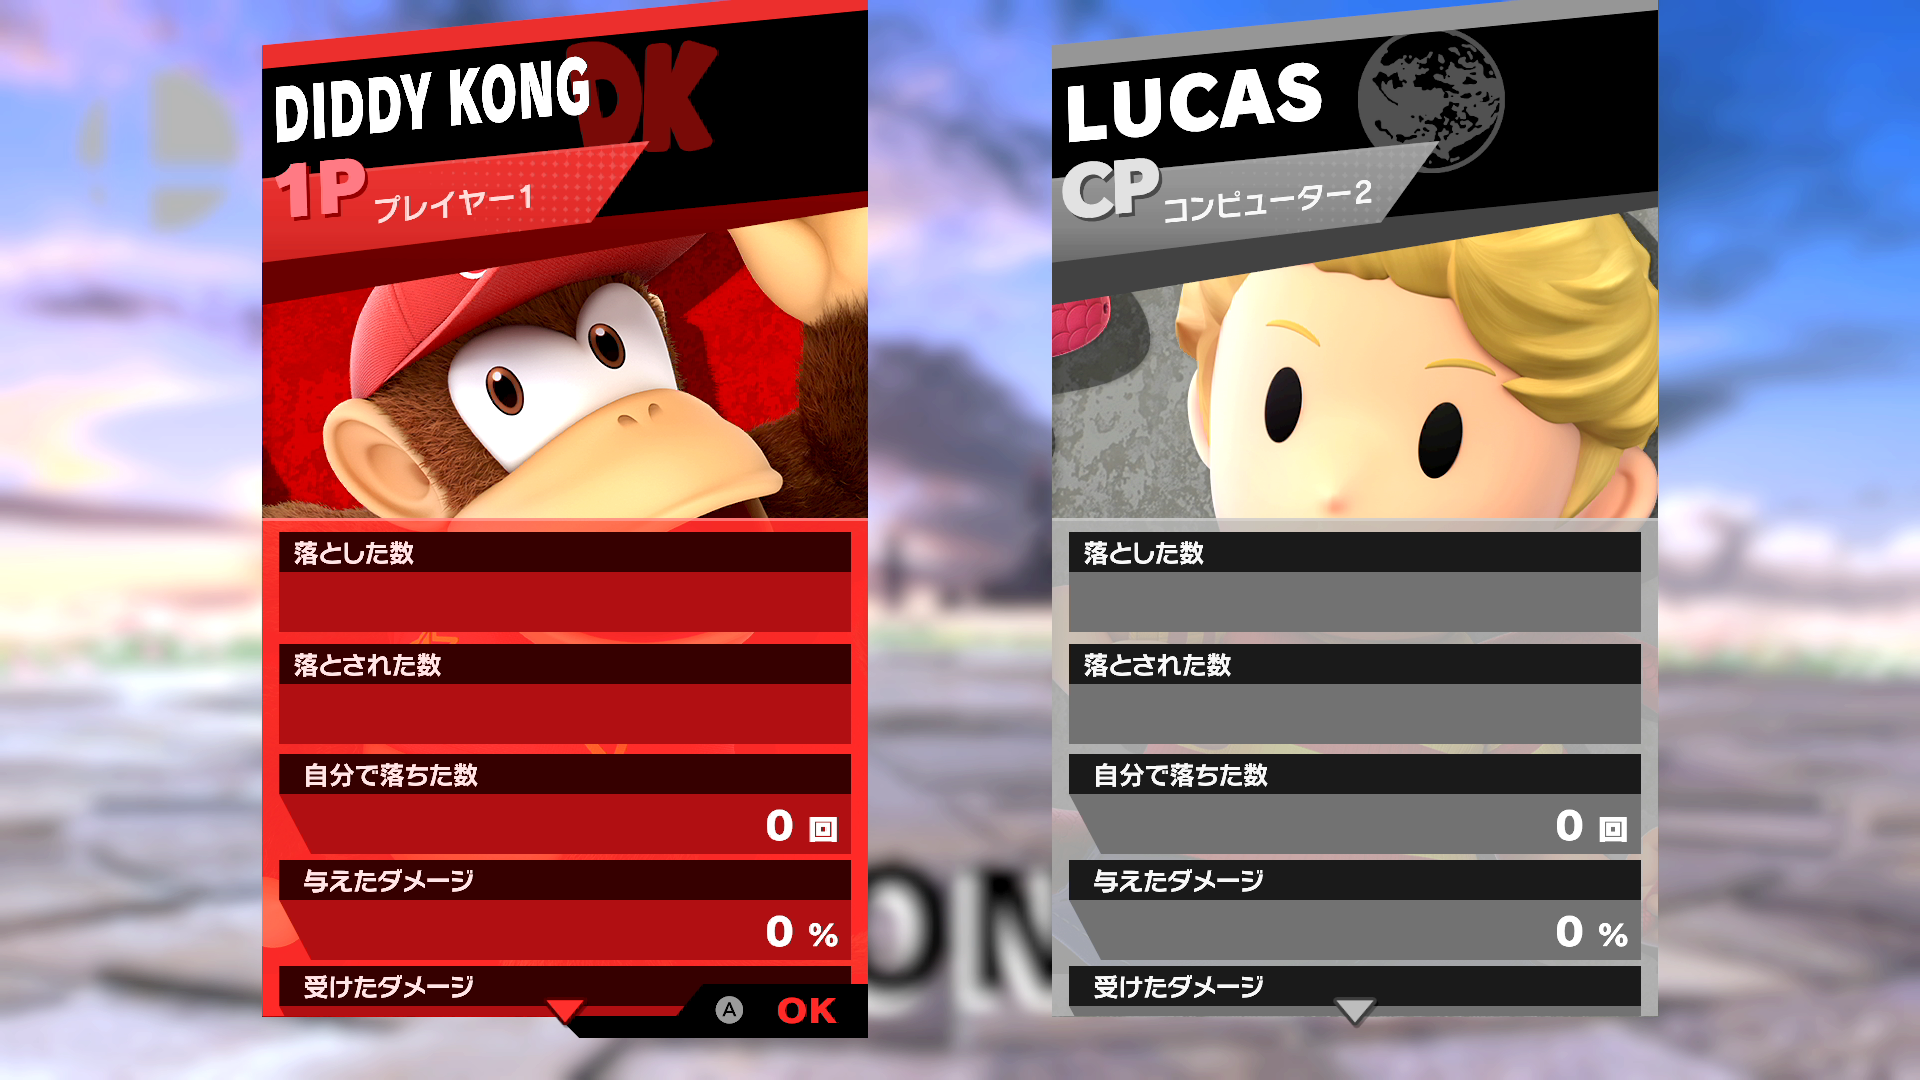 DIDDY KONG
DK
1P プレイヤー1
落とした数
落とされた数
自分で落ちた数
0 回
与えたダメージ
0 %
受けたダメージ
A OK
LUCAS
CP コンピューター2
落とした数
落とされた数
自分で落ちた数
0 回
与えたダメージ
0 %
受けたダメージ
ON